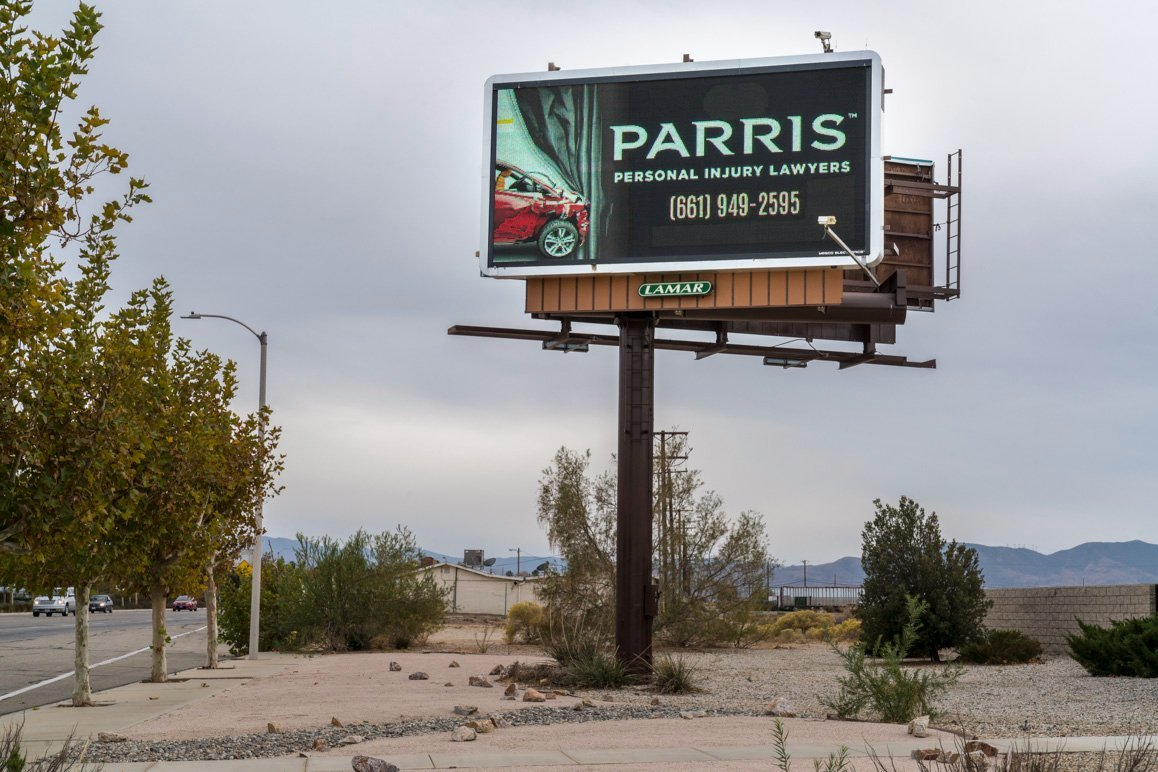 PARRIS™
PERSONAL INJURY LAWYERS
(661) 949-2595
LAMAR